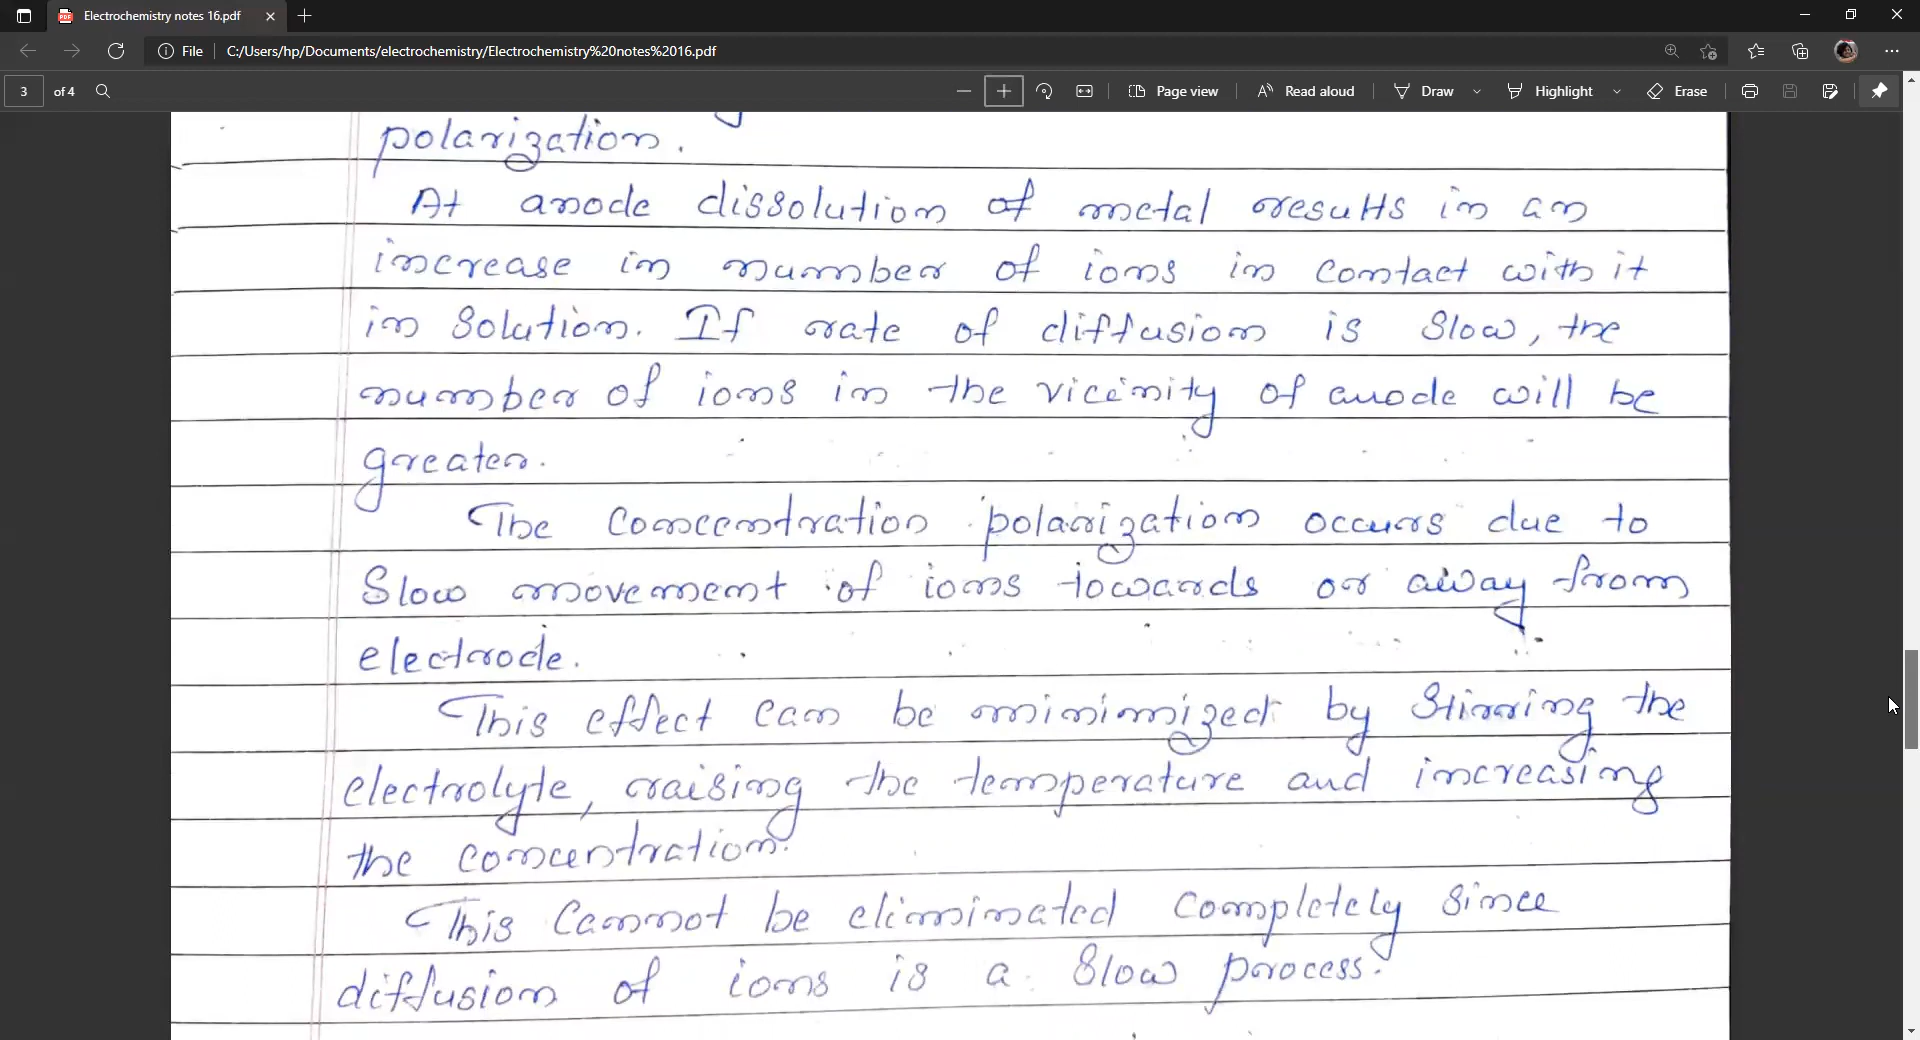 Electrochemistry notes 16.pdf
File C:/Users/hp/Documents/electrochemistry/Electrochemistry%20notes%2016.pdf
3 of 4 Page view Read aloud Draw Highlight Erase
polarization.
At anode dissolution of metal results in an
increase in number of ions in contact with it
in solution. If rate of diffusion is slow, the
number of ions in the vicinity of anode will be
greater.
The concentration polarization occurs due to
slow movement of ions towards or away from
electrode.
This effect can be minimized by stirring the
electrolyte, raising the temperature and increasing
the concentration.
This cannot be eliminated completely since
diffusion of ions is a slow process.